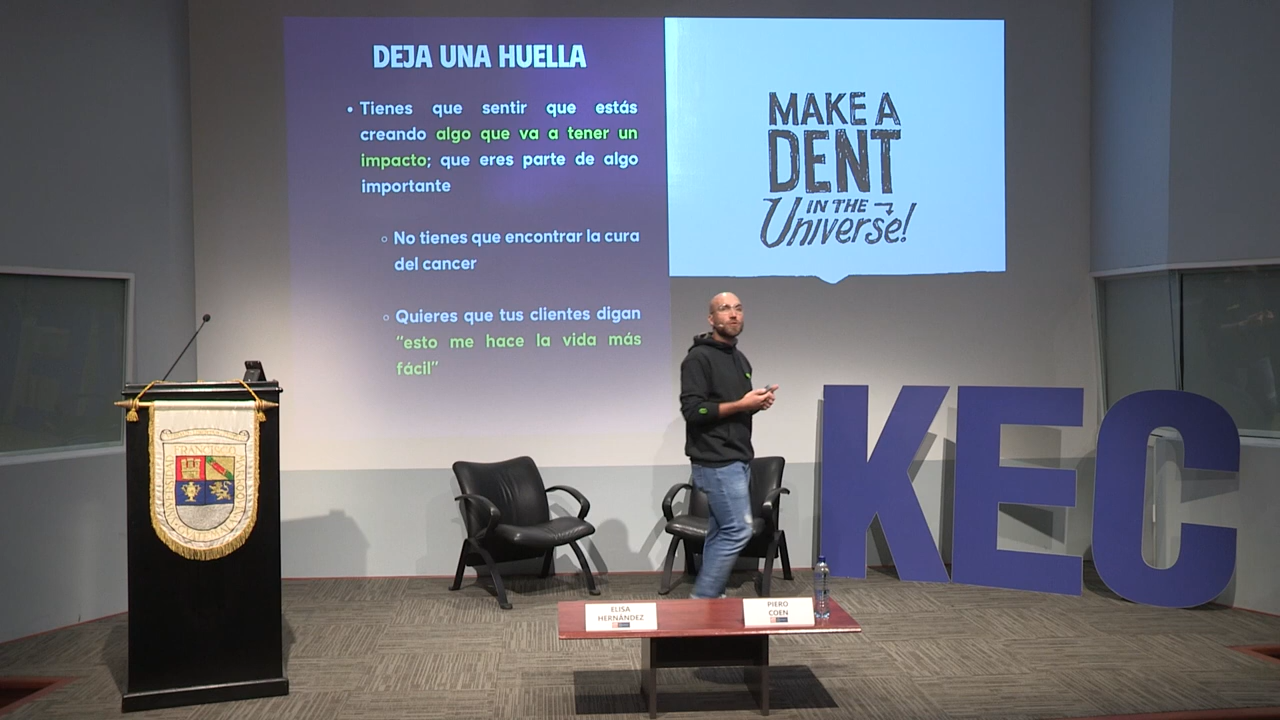 DEJA UNA HUELLA
• Tienes que sentir que estás
creando algo que va a tener un
impacto; que eres parte de algo
importante
◦ No tienes que encontrar la cura
del cancer
◦ Quieres que tus clientes digan
“esto me hace la vida más
fácil”
MAKE A
DENT
IN THE
Universe!
KEC
FRANCISCO
ELISA
HERNÁNDEZ
PIERO
COEN